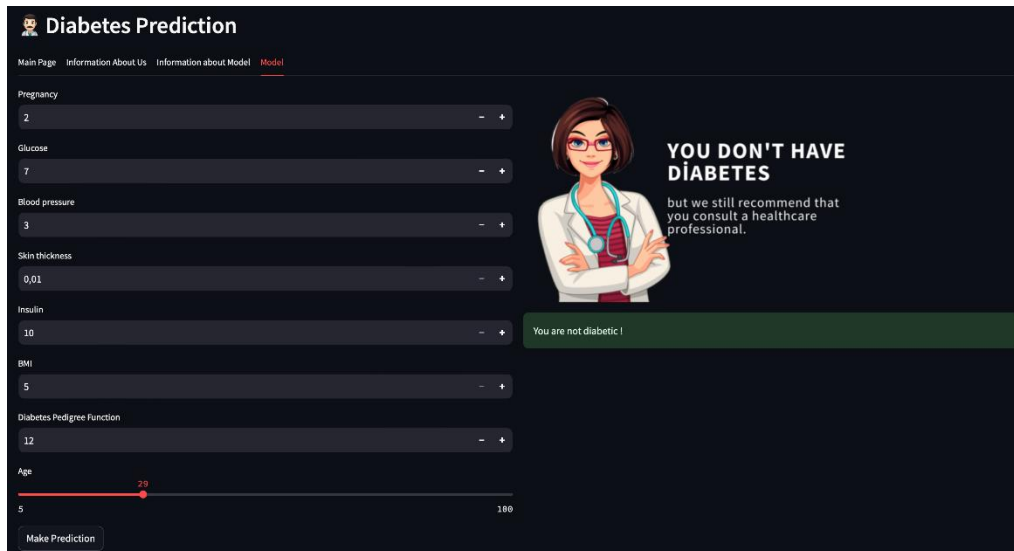 Diabetes Prediction
Main Page Information About Us Information about Model Model
Pregnancy
2
Glucose
7
Blood pressure
3
Skin thickness
0,01
Insulin
10
BMI
5
Diabetes Pedigree Function
12
Age
29
5 100
Make Prediction
YOU DON'T HAVE
DİABETES
but we still recommend that
you consult a healthcare
professional.
You are not diabetic !